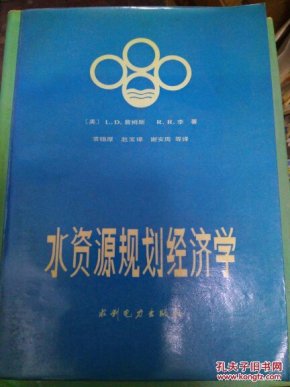 [美] L.D.詹姆斯 R.R.李 著
常锡厚 赵宝璋 谢安周 等译
水资源规划经济学
水利电力出版社
孔夫子旧书网